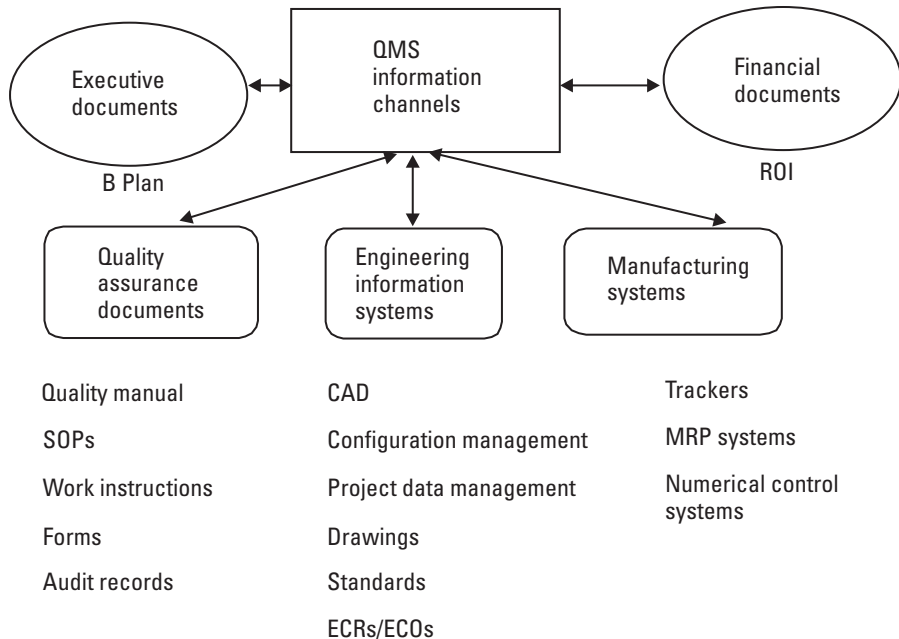 Executive
documents
QMS
information
channels
Financial
documents
B Plan
ROI
Quality
assurance
documents
Engineering
information
systems
Manufacturing
systems
Quality manual
SOPs
Work instructions
Forms
Audit records
CAD
Configuration management
Project data management
Drawings
Standards
ECRs/ECOs
Trackers
MRP systems
Numerical control
systems